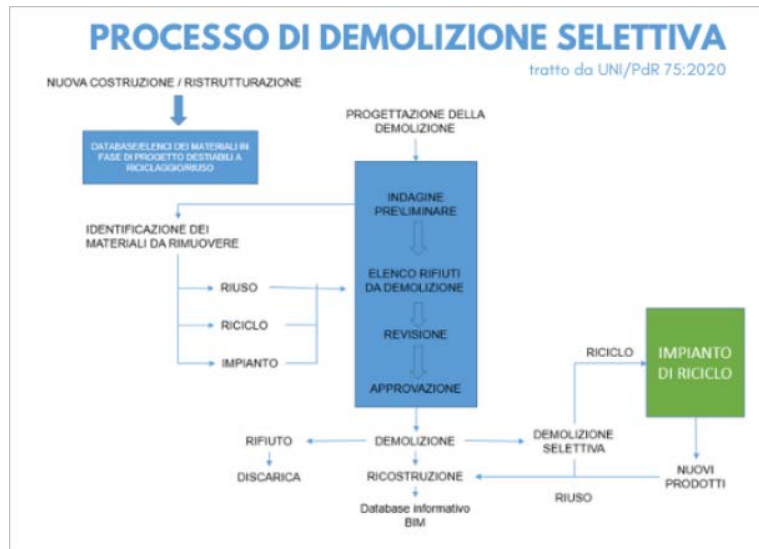 PROCESSO DI DEMOLIZIONE SELETTIVA
tratto da UNI/PdR 75:2020
NUOVA COSTRUZIONE / RISTRUTTURAZIONE
DATABASE/ELENCI DEI MATERIALI IN
FASE DI PROGETTO DESTIABILI A
RICICLAGGIO/RIUSO
PROGETTAZIONE DELLA
DEMOLIZIONE
INDAGINE
PRE\LIMINARE
IDENTIFICAZIONE DEI
MATERIALI DA RIMUOVERE
RIUSO
RICICLO
IMPIANTO
ELENCO RIFIUTI
DA DEMOLIZIONE
REVISIONE
APPROVAZIONE
RICICLO
IMPIANTO
DI RICICLO
RIFIUTO
DISCARICA
DEMOLIZIONE
DEMOLIZIONE
SELETTIVA
RICOSTRUZIONE
RIUSO
NUOVI
PRODOTTI
Database informativo
BIM